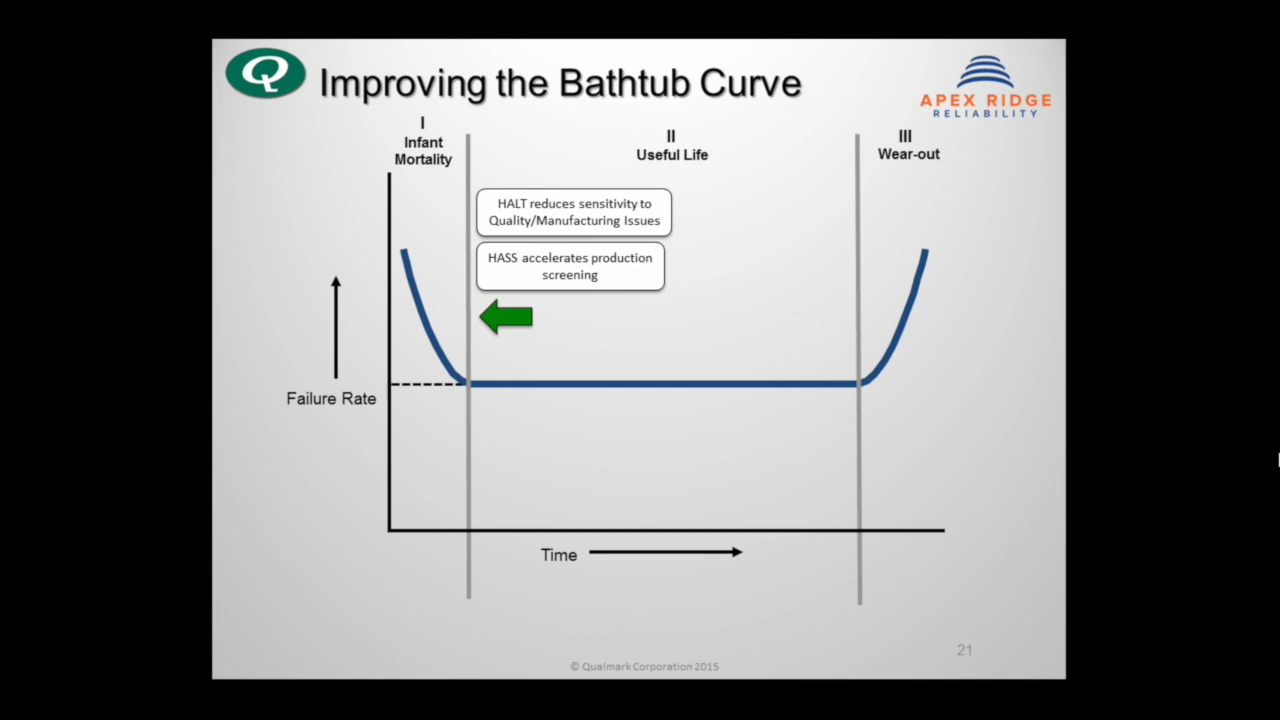 Q
Improving the Bathtub Curve
APEX RIDGE
RELIABILITY
I
Infant
Mortality
II
Useful Life
III
Wear-out
HALT reduces sensitivity to
Quality/Manufacturing Issues
HASS accelerates production
screening
Failure Rate
Time
21
© Qualmark Corporation 2015